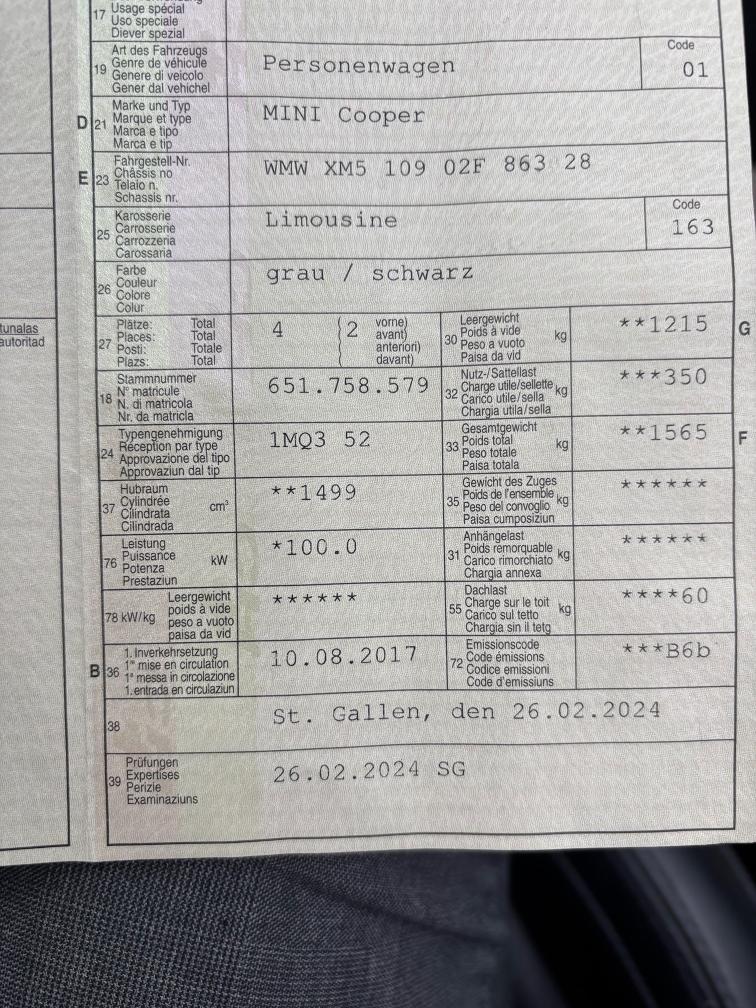 17 Usage spécial
Uso speciale
Diever spezial
19 Art des Fahrzeugs
Genre de véhicule
Genere di veicolo
Gener dal vehichel
Personenwagen
Code
01
D 21 Marke und Typ
Marque et type
Marca e tipo
Marca e tip
MINI Cooper
E 23 Fahrgestell-Nr.
Châssis no
Telaio n.
Schassis nr.
WMW XM5 109 02F 863 28
25 Karosserie
Carrosserie
Carrozzeria
Carossaria
Limousine
Code
163
26 Farbe
Couleur
Colore
Colur
grau / schwarz
tunalas
autoritad
27 Plätze: Total
Places: Total
Posti: Totale
Plazs: Total
4 (2 vorne)
avant)
anteriori)
davant)
30 Leergewicht
Poids à vide kg
Peso a vuoto
Paisa da vid
**1215 G
18 Stammnummer
N° matricule
N. di matricola
Nr. da matricla
651.758.579
32 Nutz-/Sattellast
Charge utile/sellette kg
Carico utile/sella
Chargia utila/sella
***350
24 Typengenehmigung
Réception par type
Approvazione del tipo
Approvaziun dal tip
1MQ3 52
33 Gesamtgewicht
Poids total kg
Peso totale
Paisa totala
**1565 F
37 Hubraum
Cylindrée cm³
Cilindrata
Cilindrada
**1499
35 Gewicht des Zuges
Poids de l'ensemble kg
Peso del convoglio
Paisa cumposiziun
******
76 Leistung
Puissance kW
Potenza
Prestaziun
*100.0
31 Anhängelast
Poids remorquable kg
Carico rimorchiato
Chargia annexa
******
78 kW/kg Leergewicht
poids à vide
peso a vuoto
paisa da vid
******
55 Dachlast
Charge sur le toit kg
Carico sul tetto
Chargia sin il tetg
****60
B 36 1. Inverkehrsetzung
1re mise en circulation
1a messa in circolazione
1. entrada en circulaziun
10.08.2017
72 Emissionscode
Code émissions
Codice emissioni
Code d'emissiuns
***B6b
38
St. Gallen, den 26.02.2024
39 Prüfungen
Expertises
Perizie
Examinaziuns
26.02.2024 SG